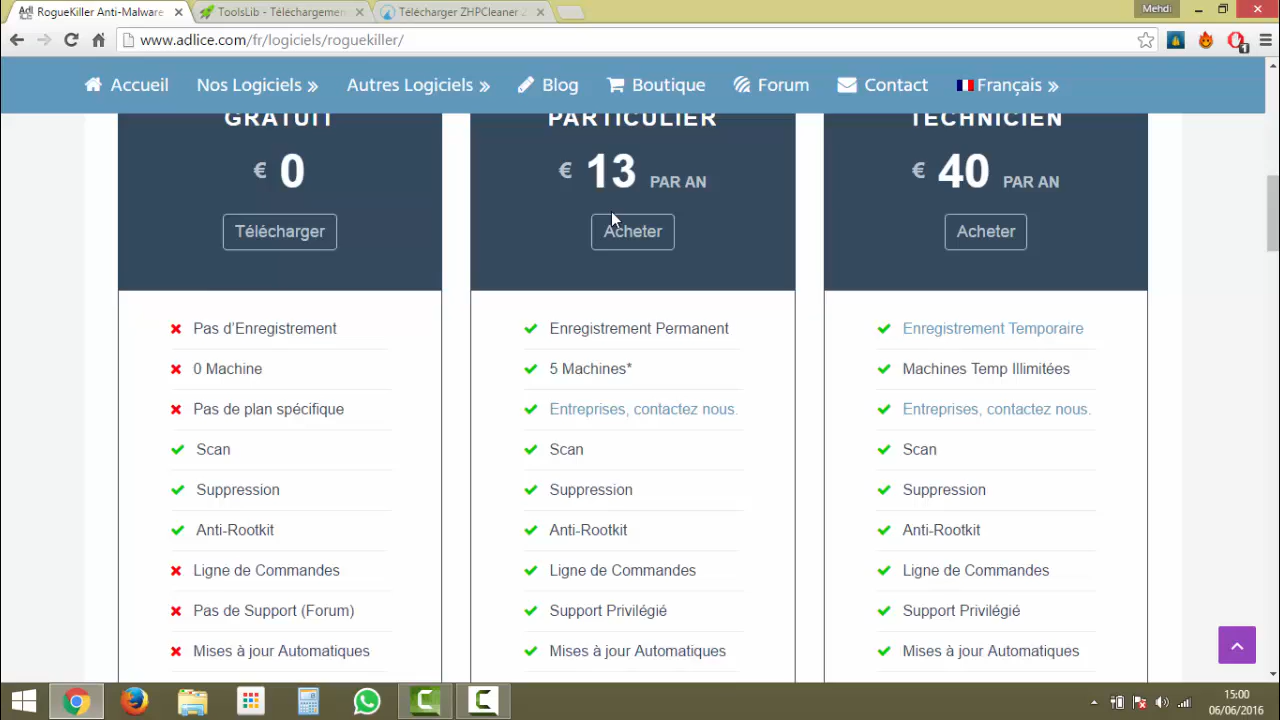 RogueKiller Anti-Malware
ToolsLib - Téléchargemen
Télécharger ZHPCleaner 2
Mehdi
www.adlice.com/fr/logiciels/roguekiller/
1
Accueil
Nos Logiciels »
Autres Logiciels »
Blog
Boutique
Forum
Contact
Français »
GRATUIT
€ 0
Télécharger
Pas d'Enregistrement
0 Machine
Pas de plan spécifique
Scan
Suppression
Anti-Rootkit
Ligne de Commandes
Pas de Support (Forum)
Mises à jour Automatiques
PARTICULIER
€ 13 PAR AN
Acheter
Enregistrement Permanent
5 Machines*
Entreprises, contactez nous.
Scan
Suppression
Anti-Rootkit
Ligne de Commandes
Support Privilégié
Mises à jour Automatiques
TECHNICIEN
€ 40 PAR AN
Acheter
Enregistrement Temporaire
Machines Temp Illimitées
Entreprises, contactez nous.
Scan
Suppression
Anti-Rootkit
Ligne de Commandes
Support Privilégié
Mises à jour Automatiques
15:00
06/06/2016